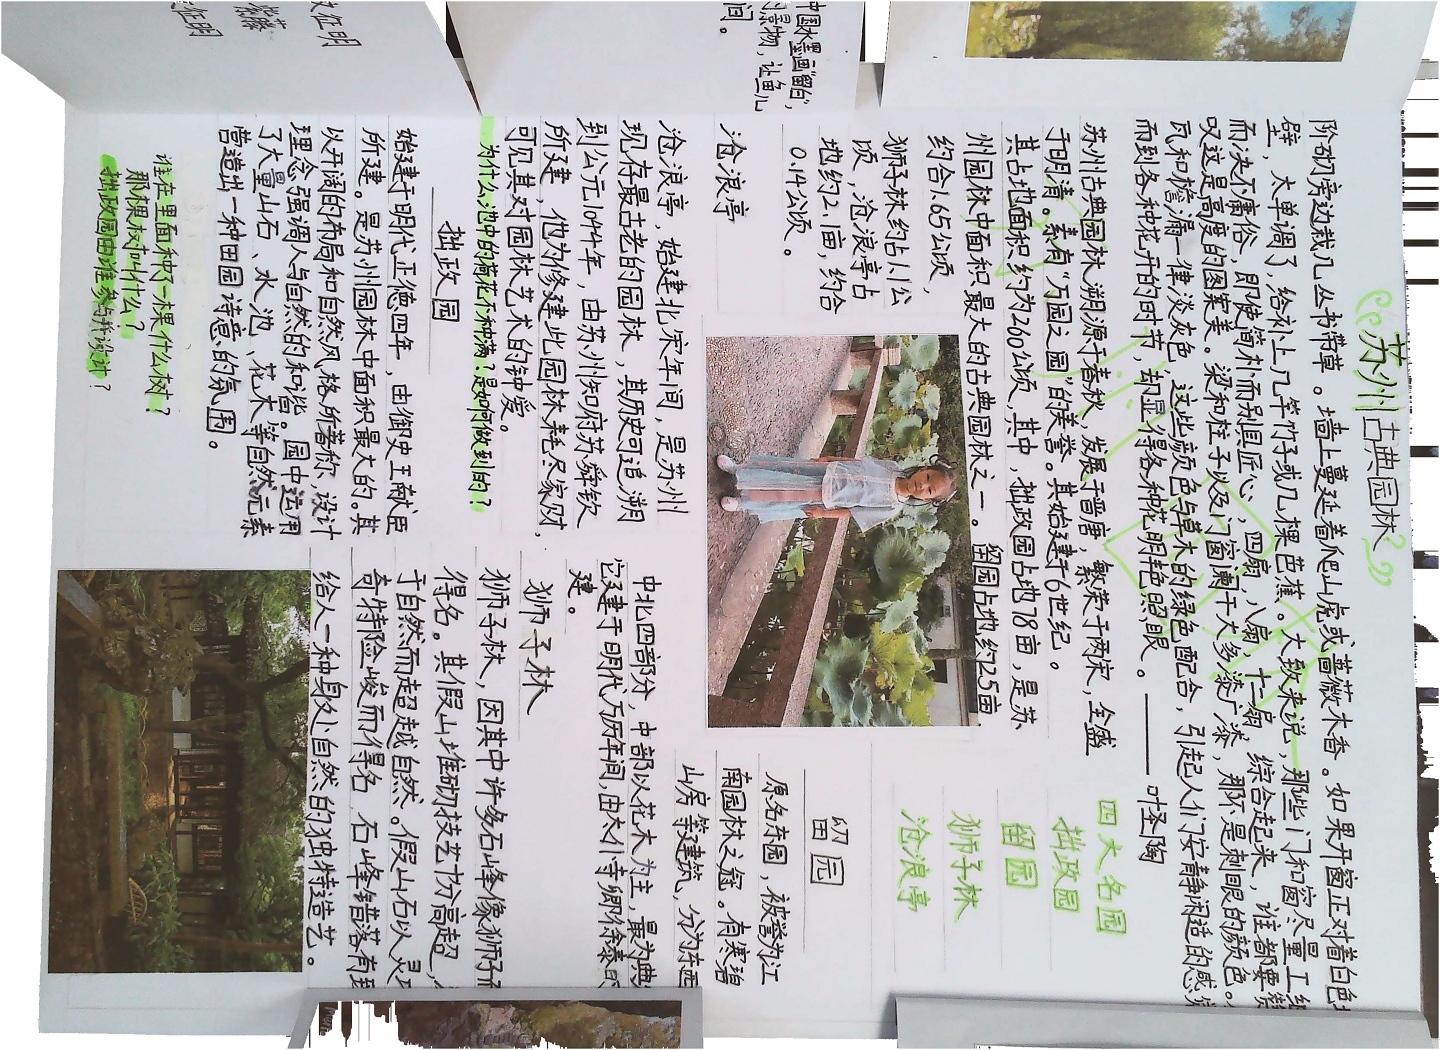 苏州古典园林
阶砌旁边栽几丛书带草。墙上蔓延着爬山虎或蔷薇木香。如果开窗正对着白色
壁，太单调了，给补上几竿竹子或几棵芭蕉。大致来说，那些门和窗尽量工细
而决不庸俗，即使简朴而别具匠心，四扇，八扇，十二扇，综合起来，谁都要赞
叹这是高度的图案美。梁和柱子以及门窗阑干大多漆广漆，那不是刺眼的颜色。
瓦和檐漏一律淡灰色，这些颜色与草木的绿色配合，引起人们安静闲适的感觉
而到各种花开的时节，却显得各种花明艳照眼。——叶圣陶
苏州园林
苏州古典园林溯源于春秋，发展于晋唐，繁荣于两宋，全盛
于明清。素有“万园之园”的美誉。其始建于6世纪。
其占地面积约为260公顷，其中，拙政园占地78亩，是苏
州园林中面积最大的古典园林之一。留园占地约25亩，
约合1.65公顷，
狮子林约占1.1公
顷，沧浪亭占
地约2.1亩，约合
0.14公顷。
四大名园
拙政园
留园
狮子林
沧浪亭
沧浪亭
沧浪亭，始建北宋年间，是苏州
现存最古老的园林，其历史可追溯
到公元1044年，由苏州知府苏舜钦
所建，他为修建此园林耗尽家财，
可见其对园林艺术的钟爱。
为什么池中的荷花不种满？是如何做到的？
拙政园
始建于明代正德四年，由御史王献臣
所建。是苏州园林中面积最大的。其
以开阔的布局和自然风格所著称，设计
理念强调人与自然的和谐。园中运用
了大量山石、水池、花木等自然元素
营造出一种田园诗意的氛围。
谁在里面种了一棵什么树？
那棵树叫什么？
拙政园由谁参与并设计？
留园
原名东园，被誉为江
南园林之冠。有寒碧
山房等建筑，分为东西
中北四部分，中部以花木为主，最为典
它又建于明代万历年间，由太仆寺卿徐泰时
建。
狮子林
狮子林，因其中许多石峰像狮子而
得名。其假山堆砌技艺十分高超，
于自然而超越自然。假山石以灵巧
奇特险峻而得名，石峰错落有致
给人一种身处自然的独特造艺。
中国水墨画“留白”，
景物，让鱼儿
间。
文征明
紫藤
征明